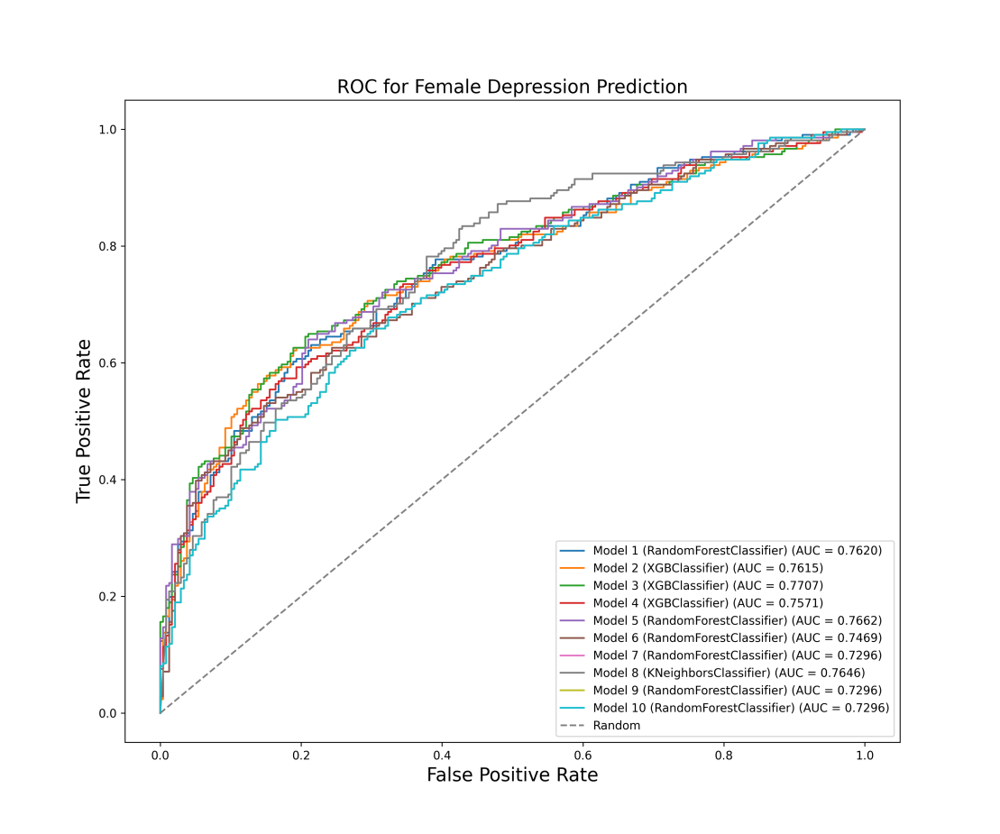 ROC for Female Depression Prediction
True Positive Rate
1.0
0.8
0.6
0.4
0.2
0.0
0.0 0.2 0.4 0.6 0.8 1.0
False Positive Rate
Model 1 (RandomForestClassifier) (AUC = 0.7620)
Model 2 (XGBClassifier) (AUC = 0.7615)
Model 3 (XGBClassifier) (AUC = 0.7707)
Model 4 (XGBClassifier) (AUC = 0.7571)
Model 5 (RandomForestClassifier) (AUC = 0.7662)
Model 6 (RandomForestClassifier) (AUC = 0.7469)
Model 7 (RandomForestClassifier) (AUC = 0.7296)
Model 8 (KNeighborsClassifier) (AUC = 0.7646)
Model 9 (RandomForestClassifier) (AUC = 0.7296)
Model 10 (RandomForestClassifier) (AUC = 0.7296)
Random